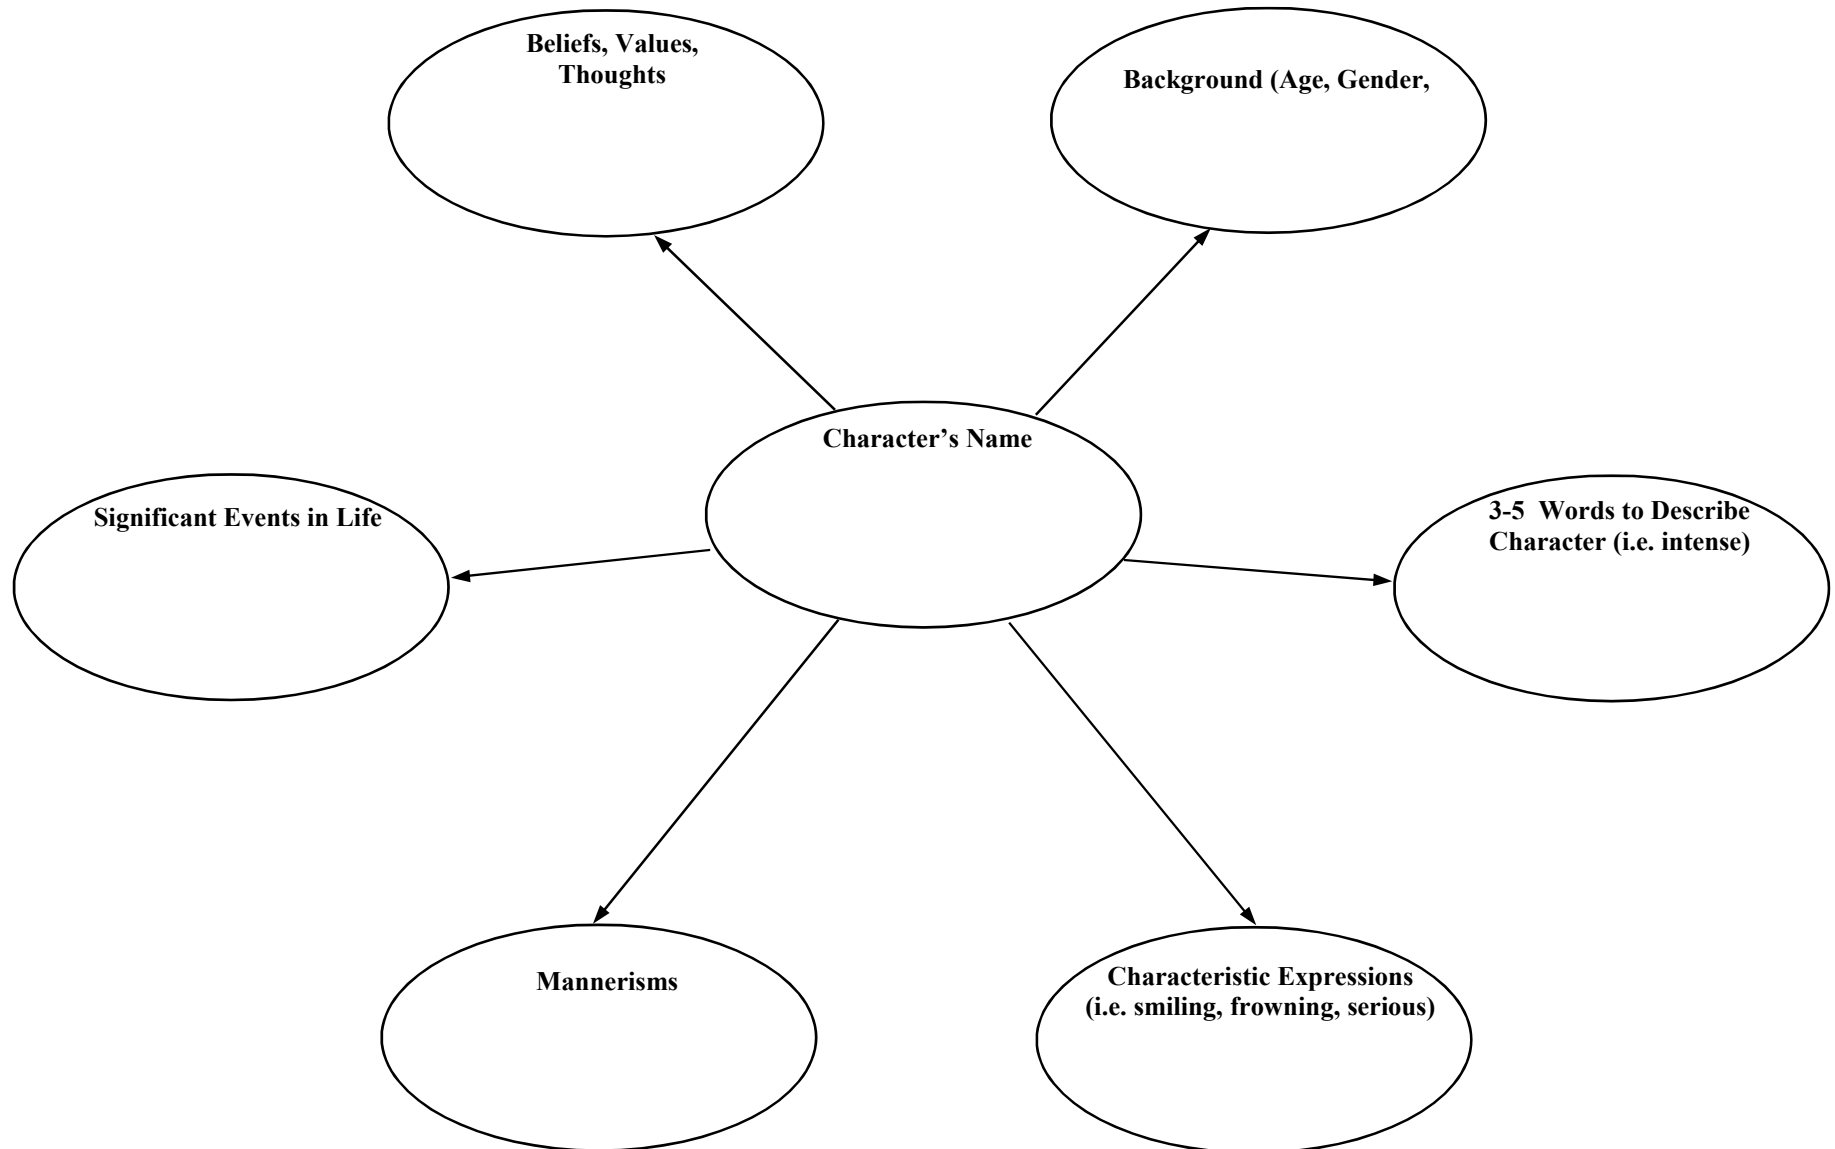 Beliefs, Values,
Thoughts
Background (Age, Gender,
Character’s Name
Significant Events in Life
3-5  Words to Describe
Character (i.e. intense)
Mannerisms
Characteristic Expressions
(i.e. smiling, frowning, serious)